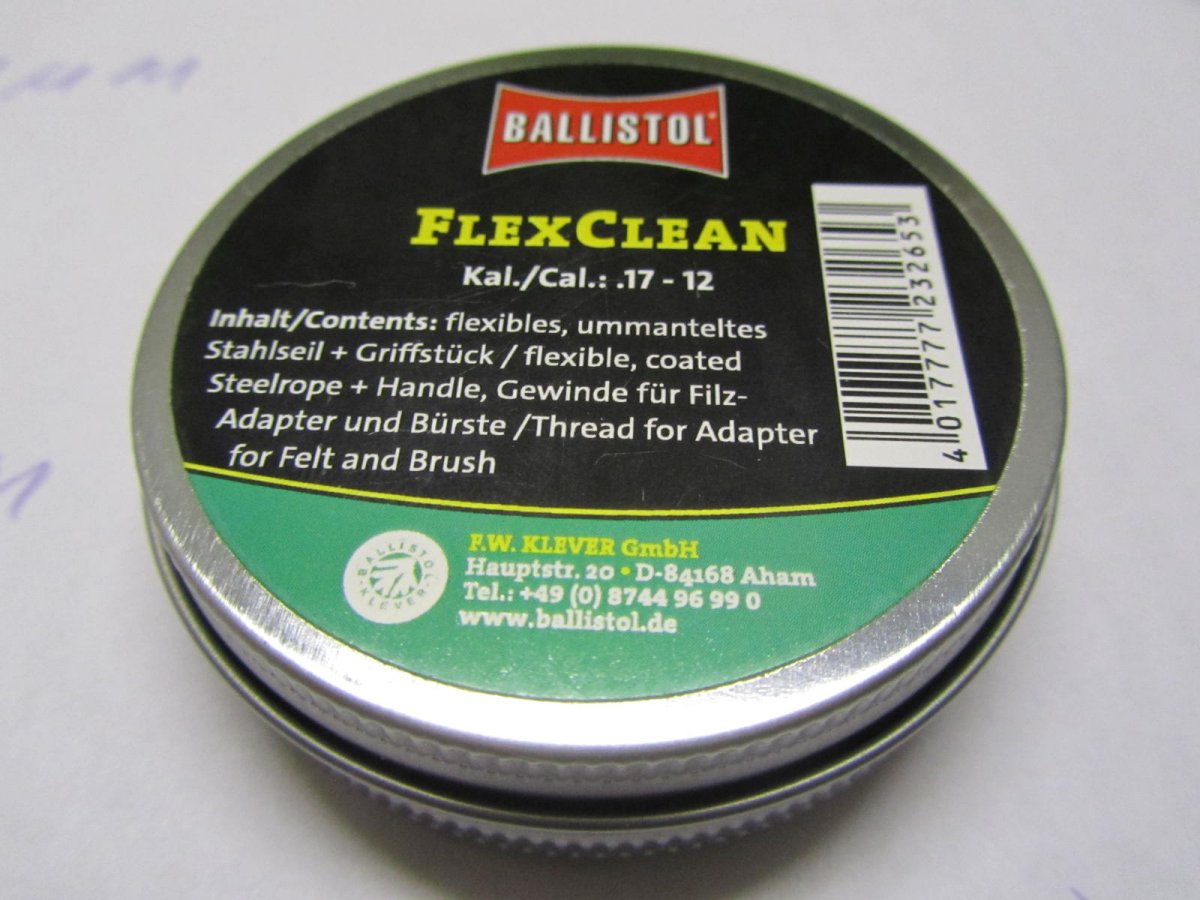 BALLISTOL®
FLEXCLEAN
Kal./Cal.: .17 - 12
Inhalt/Contents: flexibles, ummanteltes
Stahlseil + Griffstück / flexible, coated
Steelrope + Handle, Gewinde für Filz-
Adapter und Bürste /Thread for Adapter
for Felt and Brush
4 017777 232653
BALLISTOL
KLEVER
F.W. KLEVER GmbH
Hauptstr. 20 • D-84168 Aham
Tel.: +49 (0) 8744 96 99 0
www.ballistol.de